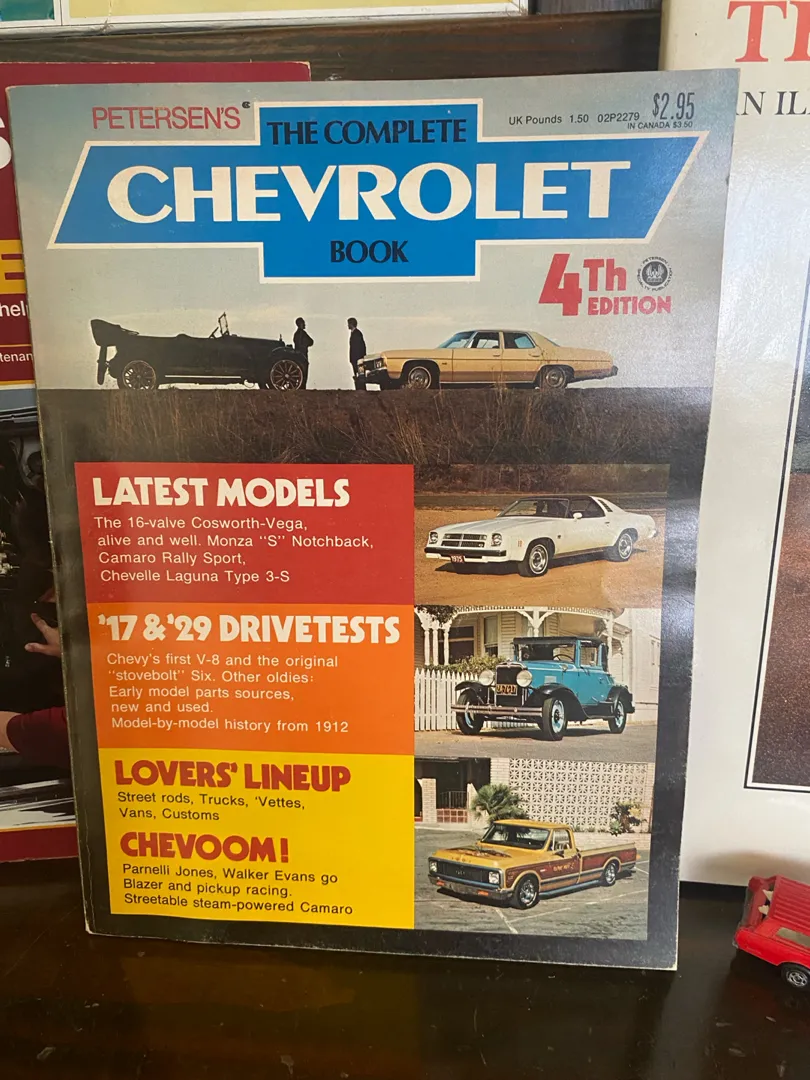 PETERSEN'S
THE COMPLETE
CHEVROLET
BOOK
UK Pounds 1.50 02P2279 $2.95
IN CANADA $3.50
4Th
EDITION
LATEST MODELS
The 16-valve Cosworth-Vega,
alive and well. Monza "S" Notchback,
Camaro Rally Sport,
Chevelle Laguna Type 3-S
'17 & '29 DRIVETESTS
Chevy's first V-8 and the original
"stovebolt" Six. Other oldies:
Early model parts sources,
new and used.
Model-by-model history from 1912
LOVERS' LINEUP
Street rods, Trucks, 'Vettes,
Vans, Customs
CHEVOOM!
Parnelli Jones, Walker Evans go
Blazer and pickup racing.
Streetable steam-powered Camaro
1975